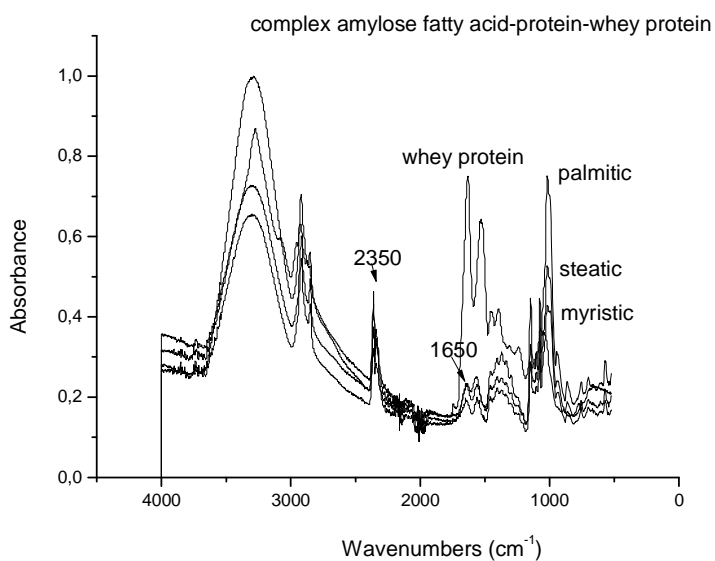 complex amylose fatty acid-protein-whey protein
1,0
0,8
0,6
0,4
0,2
0,0
Absorbance
whey protein
palmitic
2350
steatic
myristic
1650
4000 3000 2000 1000 0
Wavenumbers (cm⁻¹)